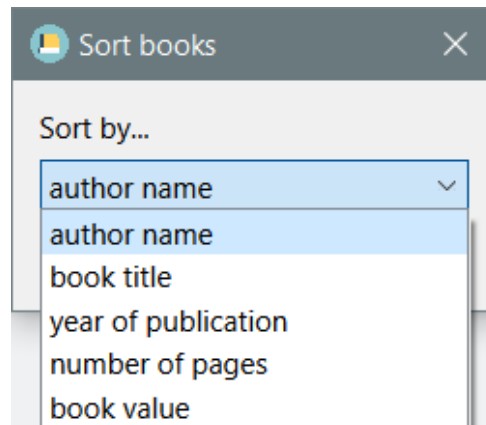 Sort books
Sort by...
author name
author name
book title
year of publication
number of pages
book value